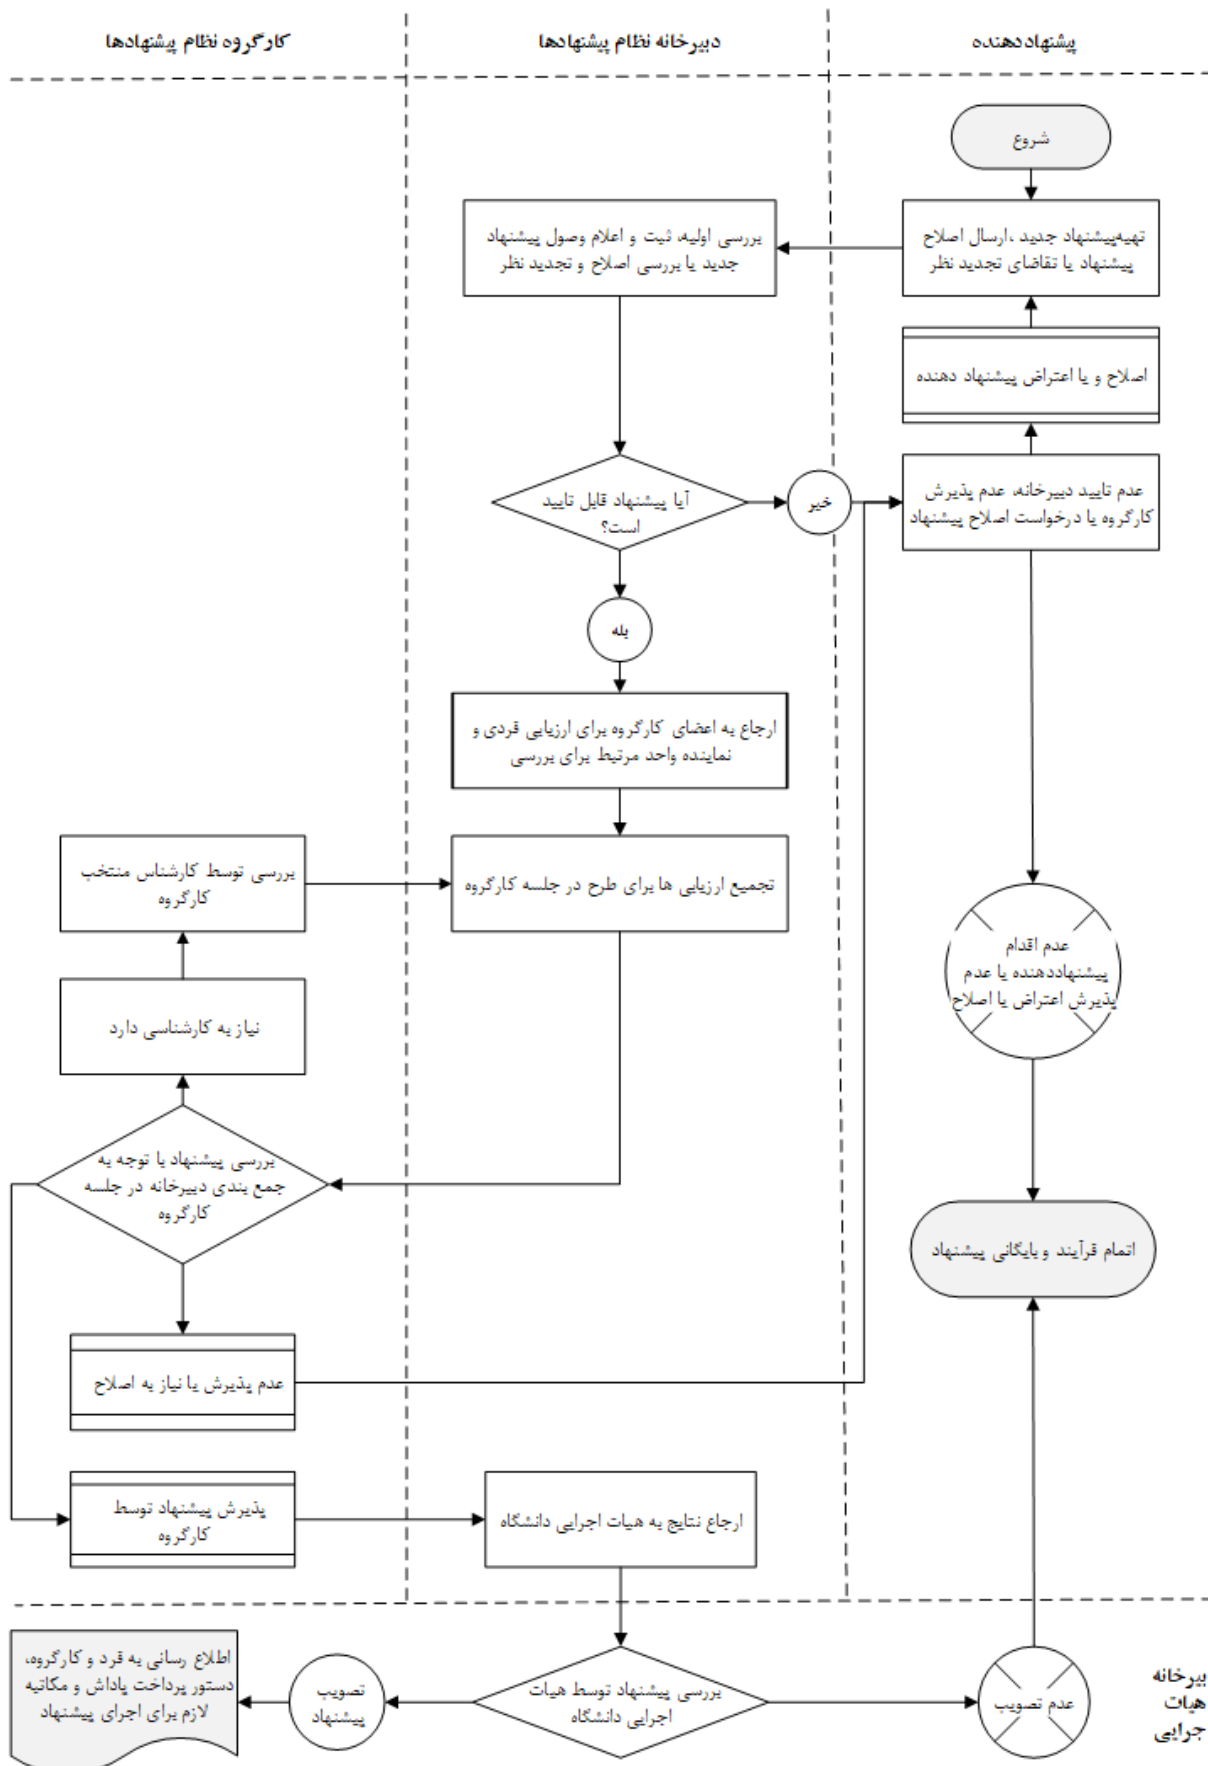 پیشنهاددهنده
دبیرخانه نظام پیشنهادها
کارگروه نظام پیشنهادها
شروع
تهیهپیشنهاد جدید ،ارسال اصلاح
پیشنهاد یا تقاضای تجدید نظر
بررسی اولیه، ثبت و اعلام وصول پیشنهاد
جدید یا بررسی اصلاح و تجدید نظر
اصلاح و یا اعتراض پیشنهاد دهنده
عدم تایید دبیرخانه، عدم پذیرش
کارگروه یا درخواست اصلاح پیشنهاد
خیر
آیا پیشنهاد قابل تایید
است؟
بله
ارجاع به اعضای کارگروه برای ارزیابی فردی و
نماینده واحد مرتبط برای بررسی
تجمیع ارزیابی ها برای طرح در جلسه کارگروه
بررسی توسط کارشناس منتخب
کارگروه
نیاز به کارشناسی دارد
عدم اقدام
پیشنهاددهنده یا عدم
پذیرش اعتراض یا اصلاح
بررسی پیشنهاد با توجه به
جمع بندی دبیرخانه در جلسه
کارگروه
اتمام فرآیند و بایگانی پیشنهاد
عدم پذیرش یا نیاز به اصلاح
پذیرش پیشنهاد توسط
کارگروه
ارجاع نتایج به هیات اجرایی دانشگاه
بیرخانه
هیات
جرایی
عدم تصویب
بررسی پیشنهاد توسط هیات
اجرایی دانشگاه
تصویب
پیشنهاد
اطلاع رسانی به فرد و کارگروه،
دستور پرداخت پاداش و مکاتبه
لازم برای اجرای پیشنهاد